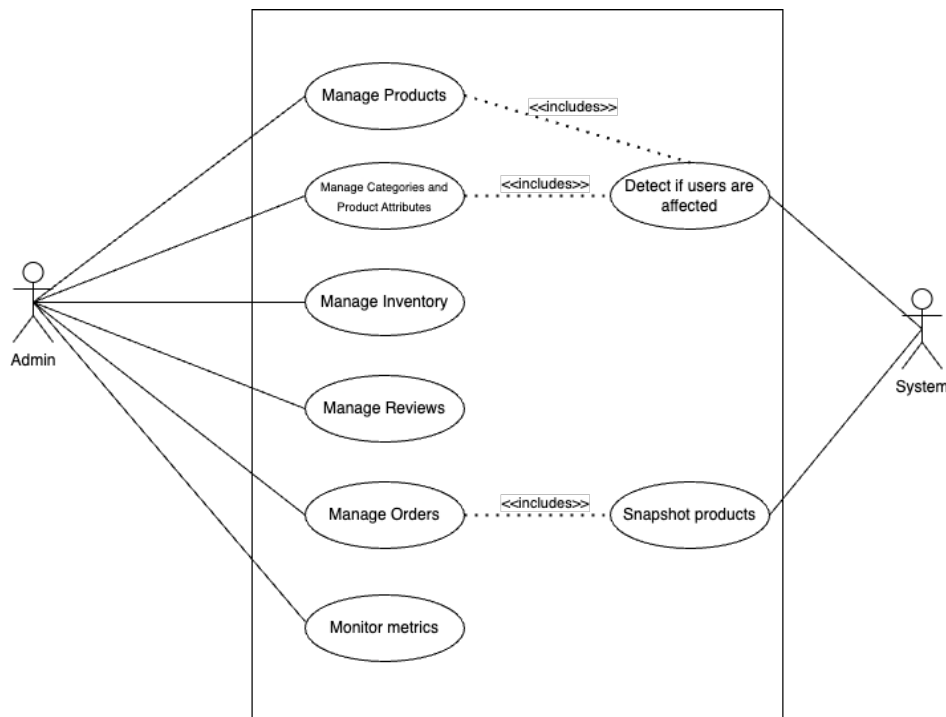 Manage Products
<<includes>>
Manage Categories and
Product Attributes
<<includes>>
Detect if users are
affected
Manage Inventory
Admin
System
Manage Reviews
Manage Orders
<<includes>>
Snapshot products
Monitor metrics